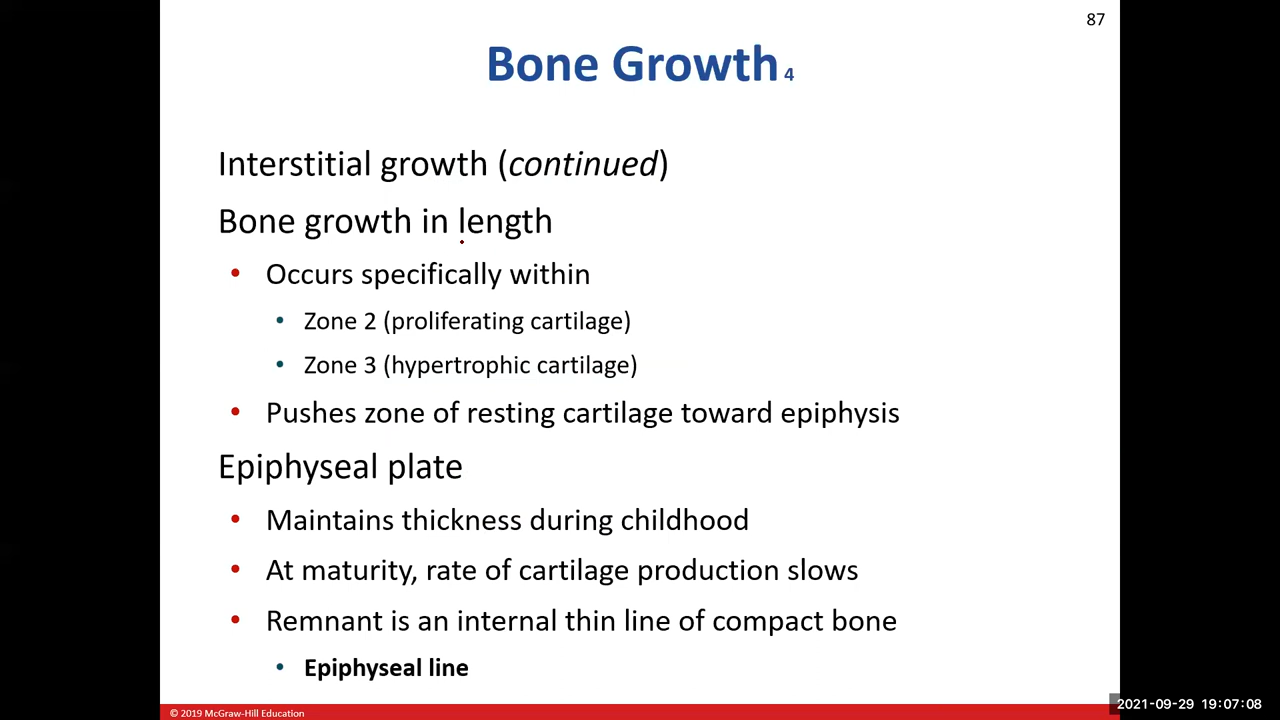 87
Bone Growth 4
Interstitial growth (continued)
Bone growth in length
• Occurs specifically within
• Zone 2 (proliferating cartilage)
• Zone 3 (hypertrophic cartilage)
• Pushes zone of resting cartilage toward epiphysis
Epiphyseal plate
• Maintains thickness during childhood
• At maturity, rate of cartilage production slows
• Remnant is an internal thin line of compact bone
• Epiphyseal line
© 2019 McGraw-Hill Education
2021-09-29 19:07:08